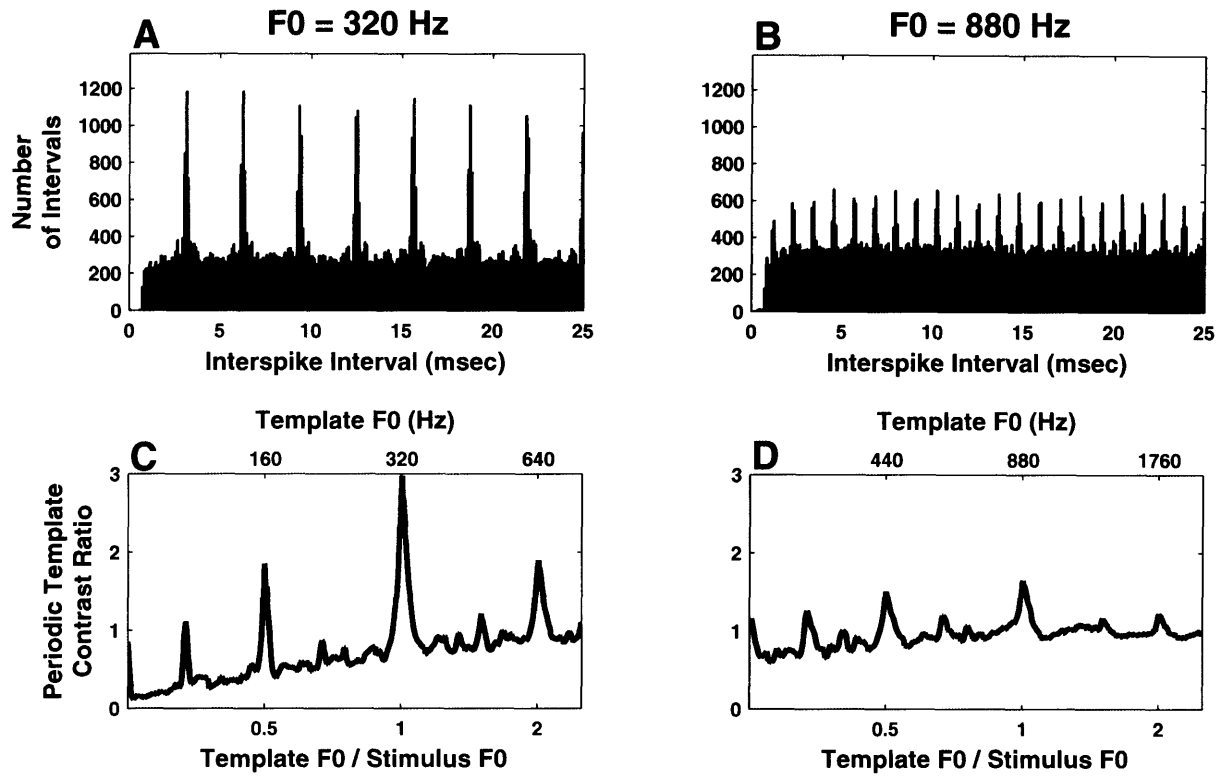 A
F0 = 320 Hz
B
F0 = 880 Hz
Number
of Intervals
1200
1000
800
600
400
200
0
0 5 10 15 20 25
Interspike Interval (msec)
1200
1000
800
600
400
200
0
0 5 10 15 20 25
Interspike Interval (msec)
Template F0 (Hz)
C
160 320 640
Periodic Template
Contrast Ratio
3
2
1
0
0.5 1 2
Template F0 / Stimulus F0
Template F0 (Hz)
D
440 880 1760
3
2
1
0
0.5 1 2
Template F0 / Stimulus F0